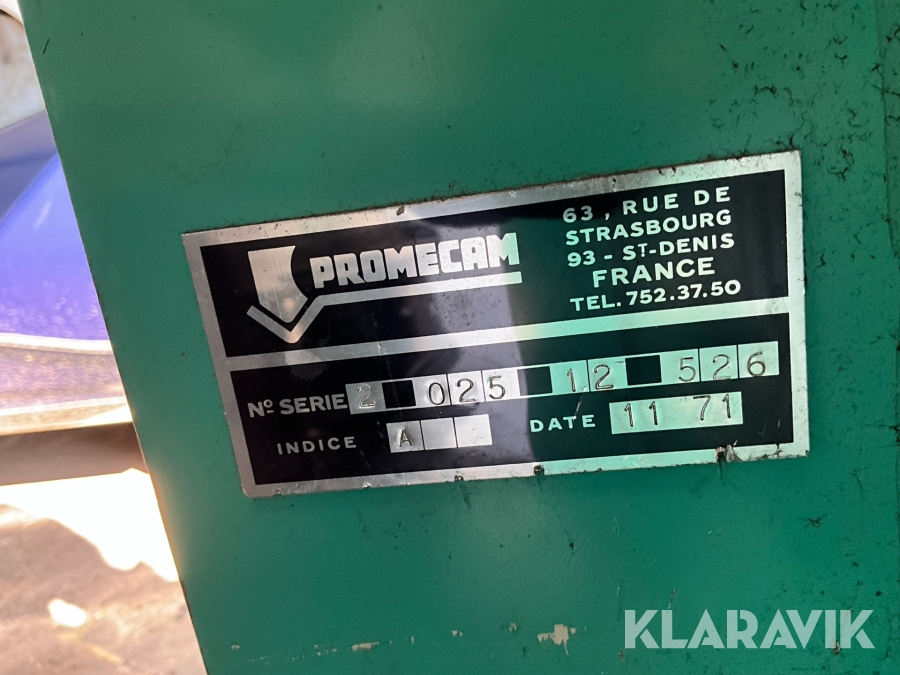 PROMECAM
63, RUE DE
STRASBOURG
93 - ST-DENIS
FRANCE
TEL. 752.37.50
Nº SERIE 2 025 12 526
INDICE A
DATE 11 71
KLARAVIK